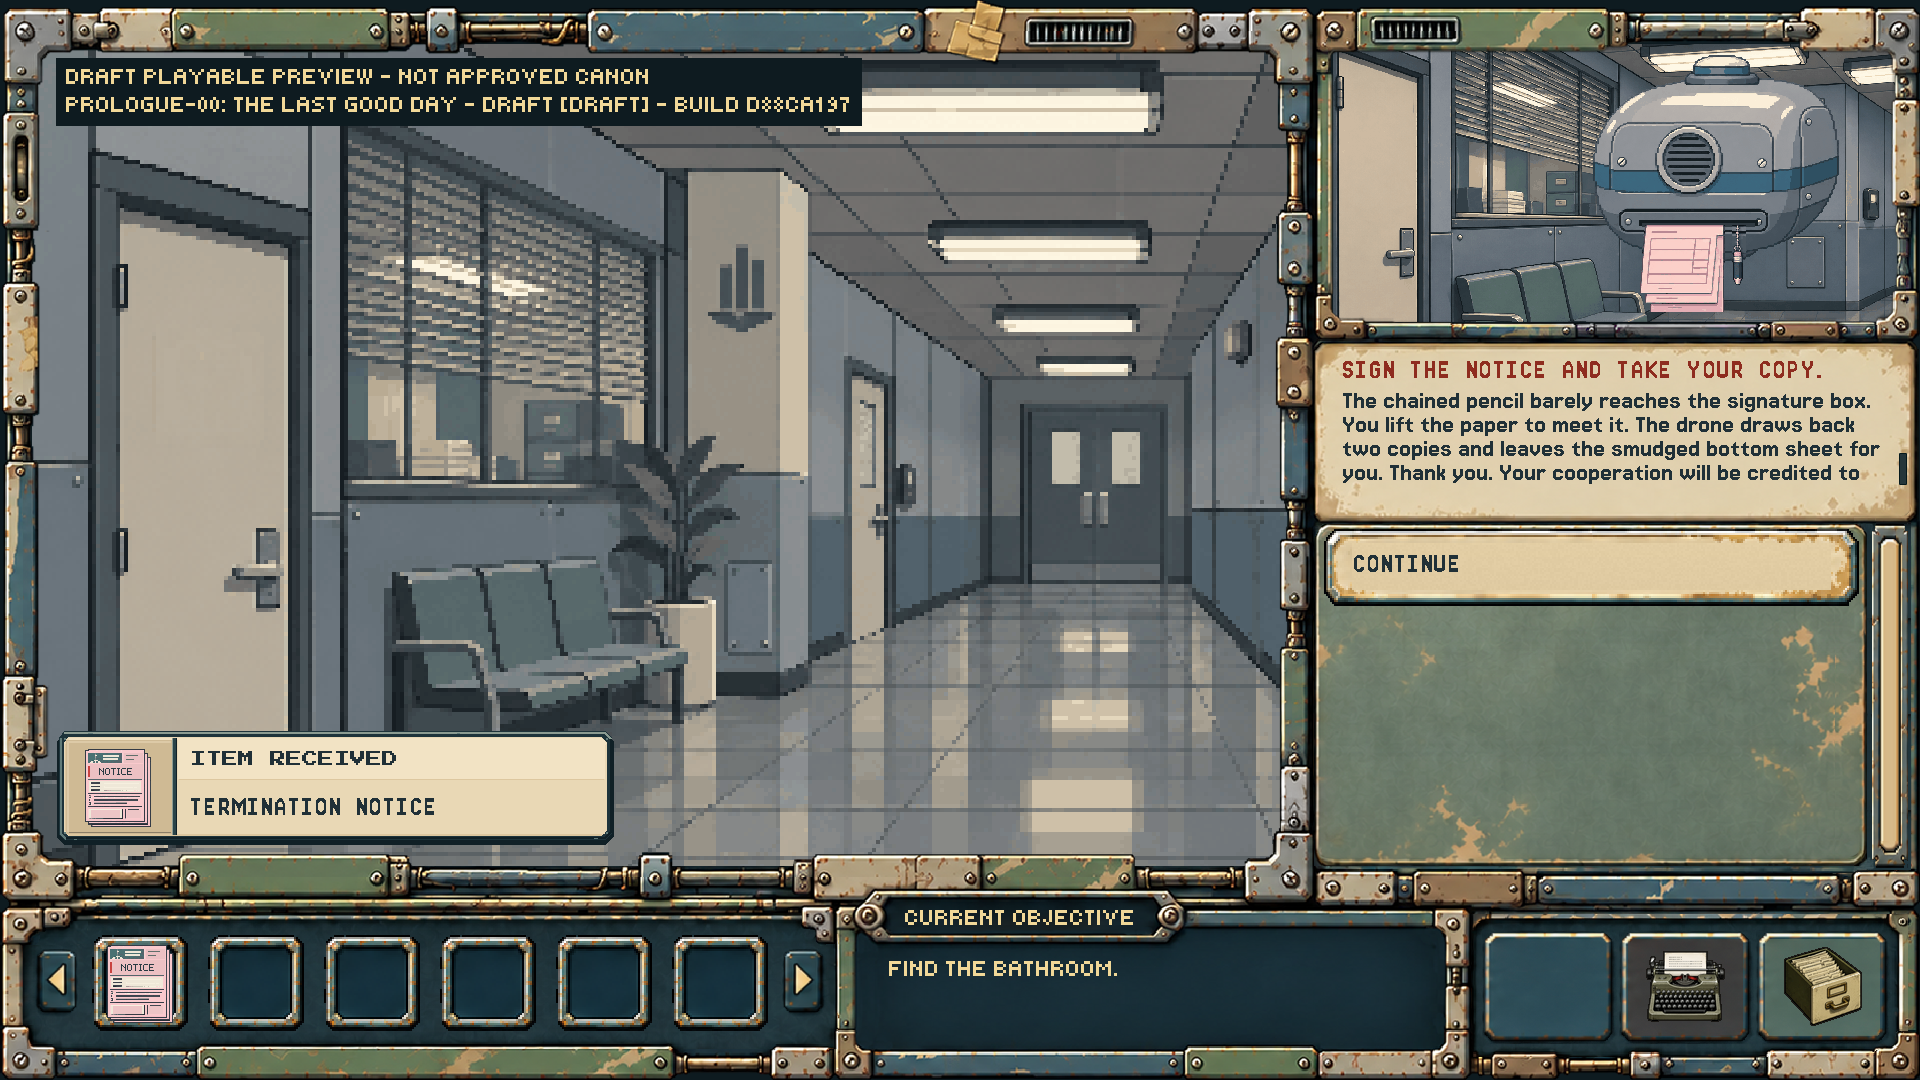 DRAFT PLAYABLE PREVIEW - NOT APPROVED CANON
PROLOGUE-00: THE LAST GOOD DAY - DRAFT [DRAFT] - BUILD D88CA197
SIGN THE NOTICE AND TAKE YOUR COPY.
The chained pencil barely reaches the signature box.
You lift the paper to meet it. The drone draws back
two copies and leaves the smudged bottom sheet for
you. Thank you. Your cooperation will be credited to
CONTINUE
NOTICE
ITEM RECEIVED
TERMINATION NOTICE
NOTICE
CURRENT OBJECTIVE
FIND THE BATHROOM.